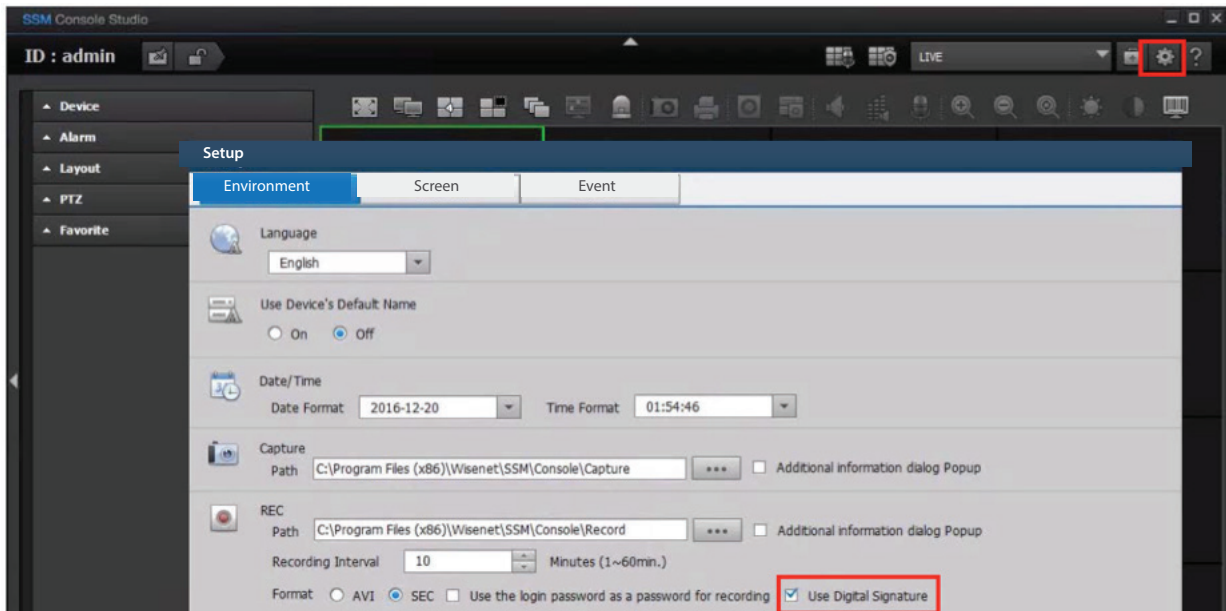 SSM Console Studio
ID : admin
LIVE
?
Device
Alarm
Layout
PTZ
Favorite
Setup
Environment Screen Event
Language
English
Use Device's Default Name
On Off
Date/Time
Date Format 2016-12-20 Time Format 01:54:46
Capture
Path C:\Program Files (x86)\Wisenet\SSM\Console\Capture ... Additional information dialog Popup
REC
Path C:\Program Files (x86)\Wisenet\SSM\Console\Record ... Additional information dialog Popup
Recording Interval 10 Minutes (1~60min.)
Format AVI SEC Use the login password as a password for recording Use Digital Signature